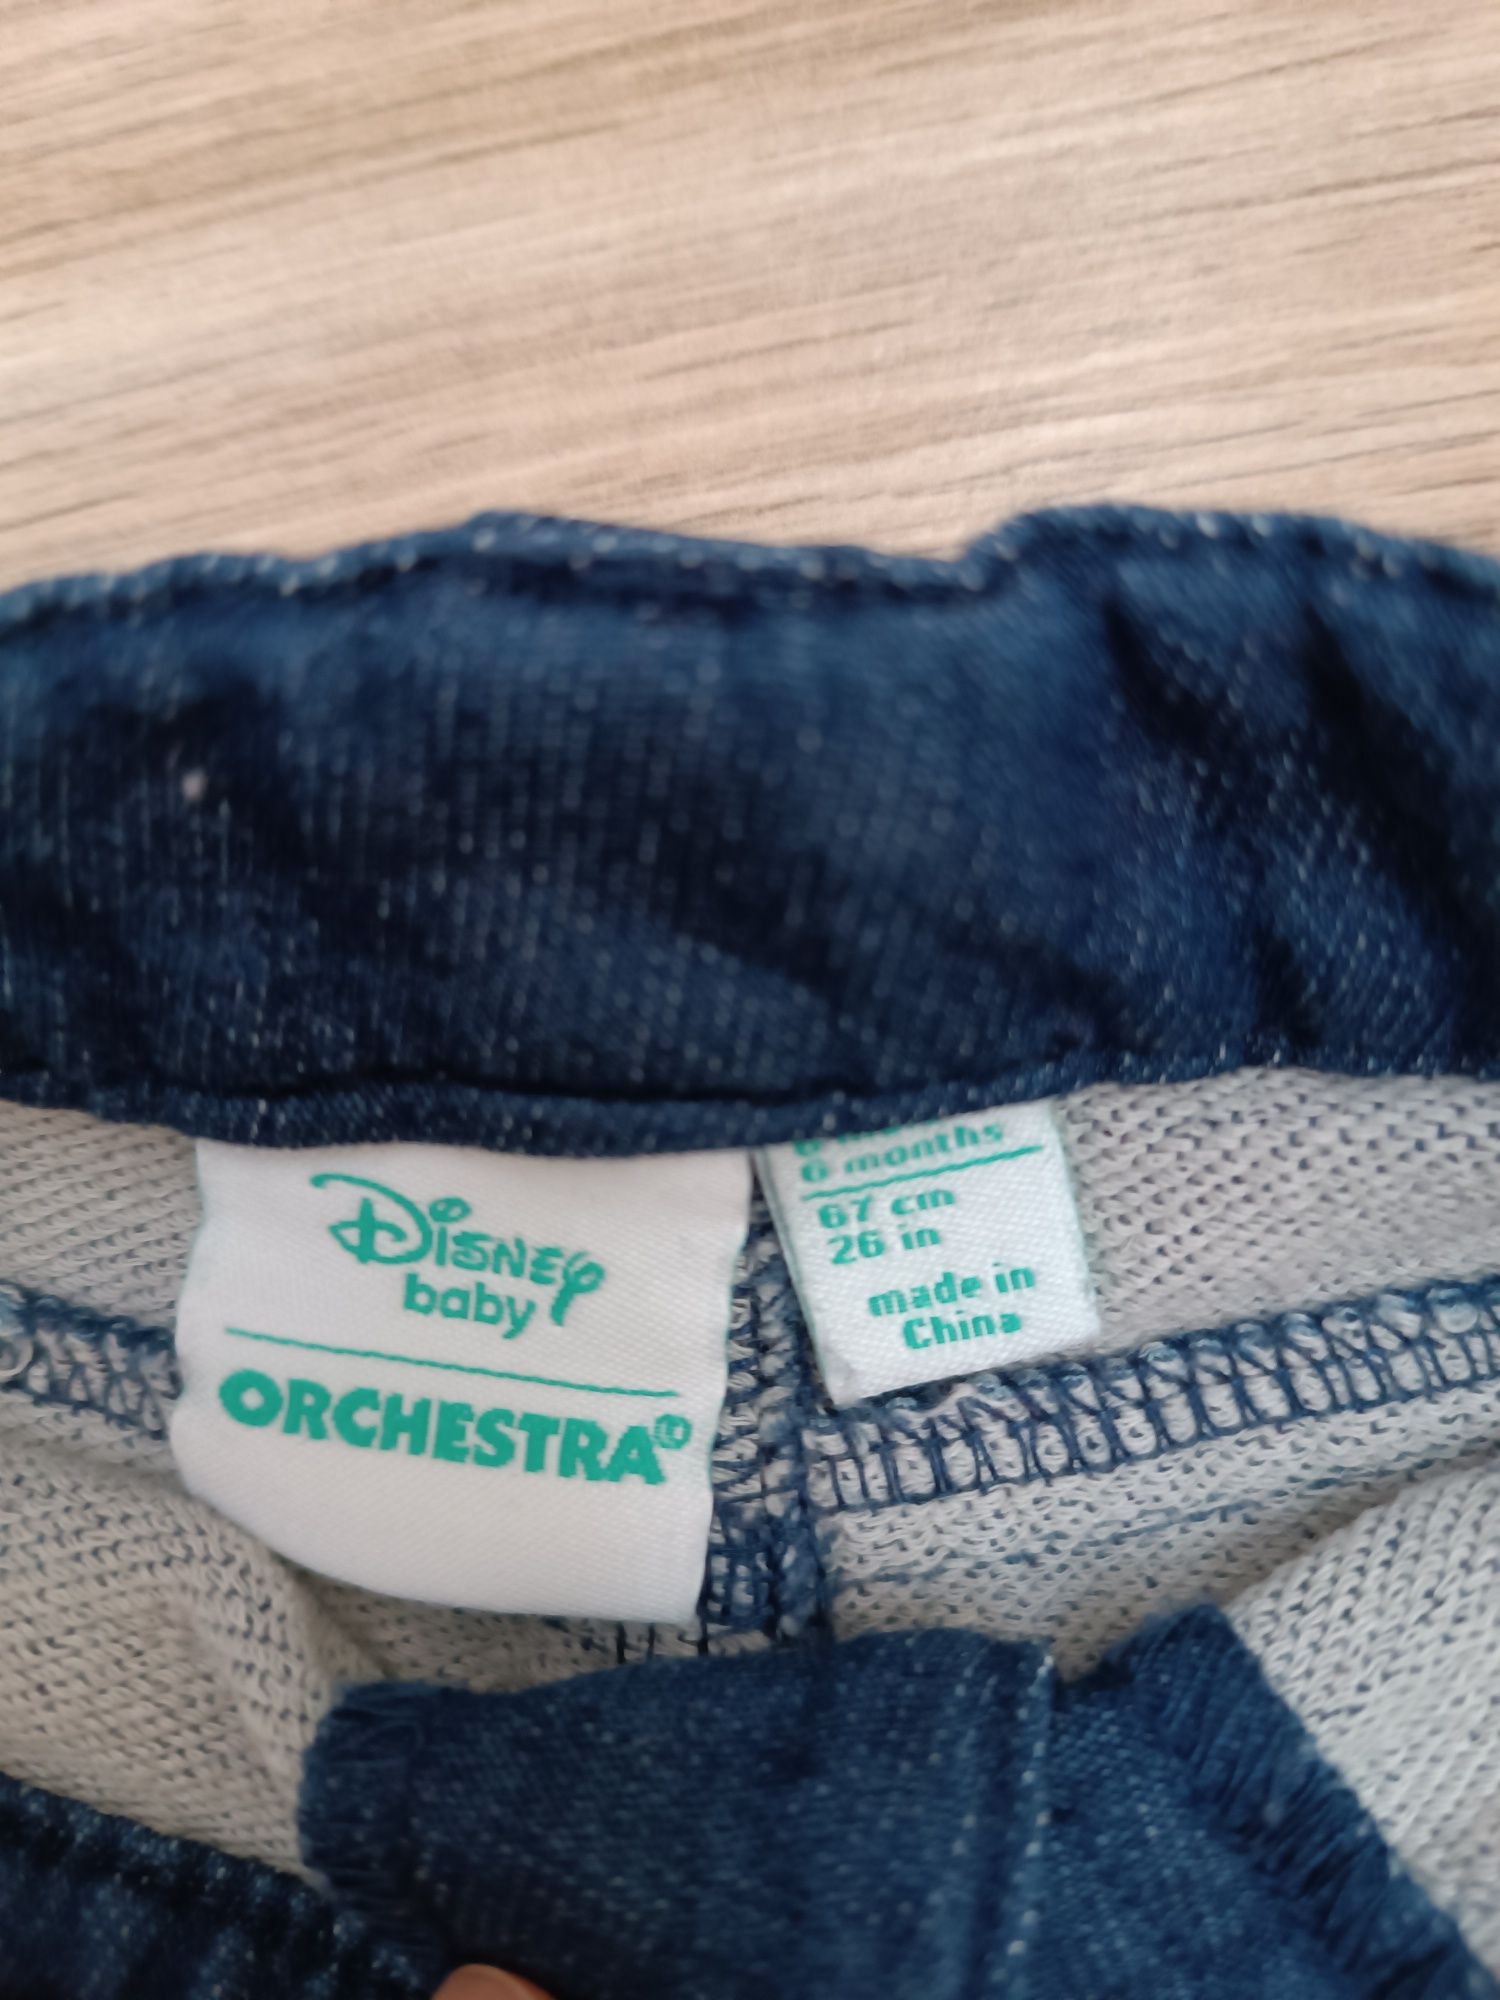 Disney
baby
ORCHESTRA®
6 months
67 cm
26 in
made in
China